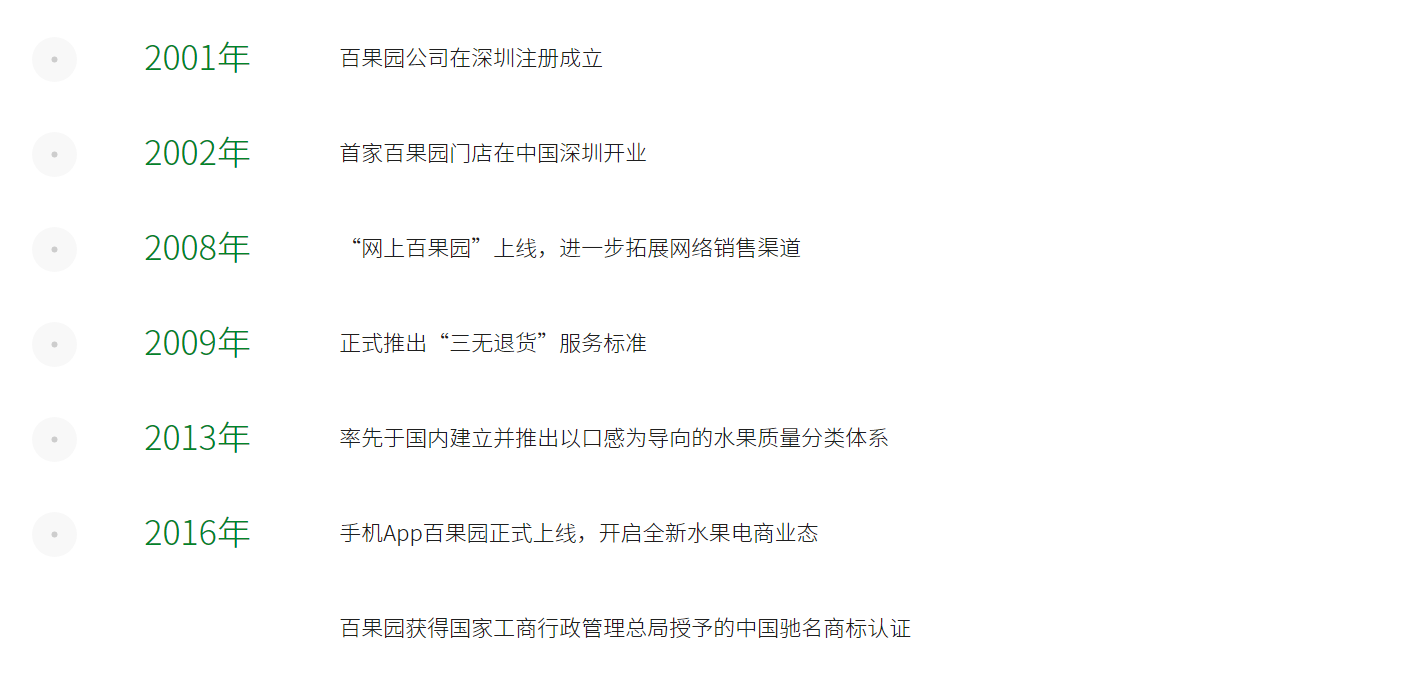 2001年 百果园公司在深圳注册成立
2002年 首家百果园门店在中国深圳开业
2008年 “网上百果园”上线，进一步拓展网络销售渠道
2009年 正式推出“三无退货”服务标准
2013年 率先于国内建立并推出以口感为导向的水果质量分类体系
2016年 手机App百果园正式上线，开启全新水果电商业态
百果园获得国家工商行政管理总局授予的中国驰名商标认证